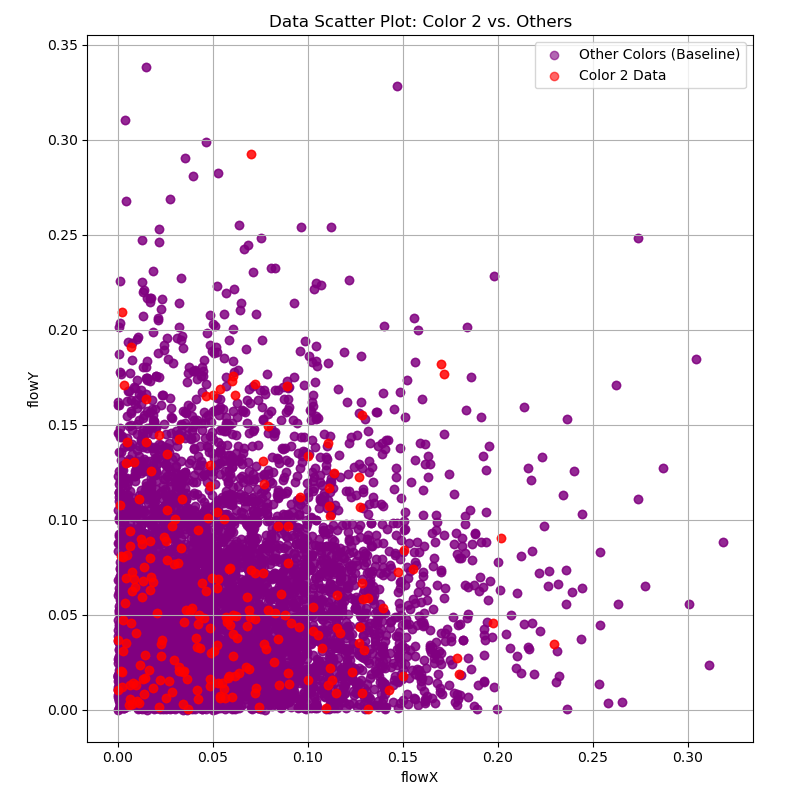 Data Scatter Plot: Color 2 vs. Others
Other Colors (Baseline)
Color 2 Data
flowY
0.35
0.30
0.25
0.20
0.15
0.10
0.05
0.00
0.00 0.05 0.10 0.15 0.20 0.25 0.30
flowX